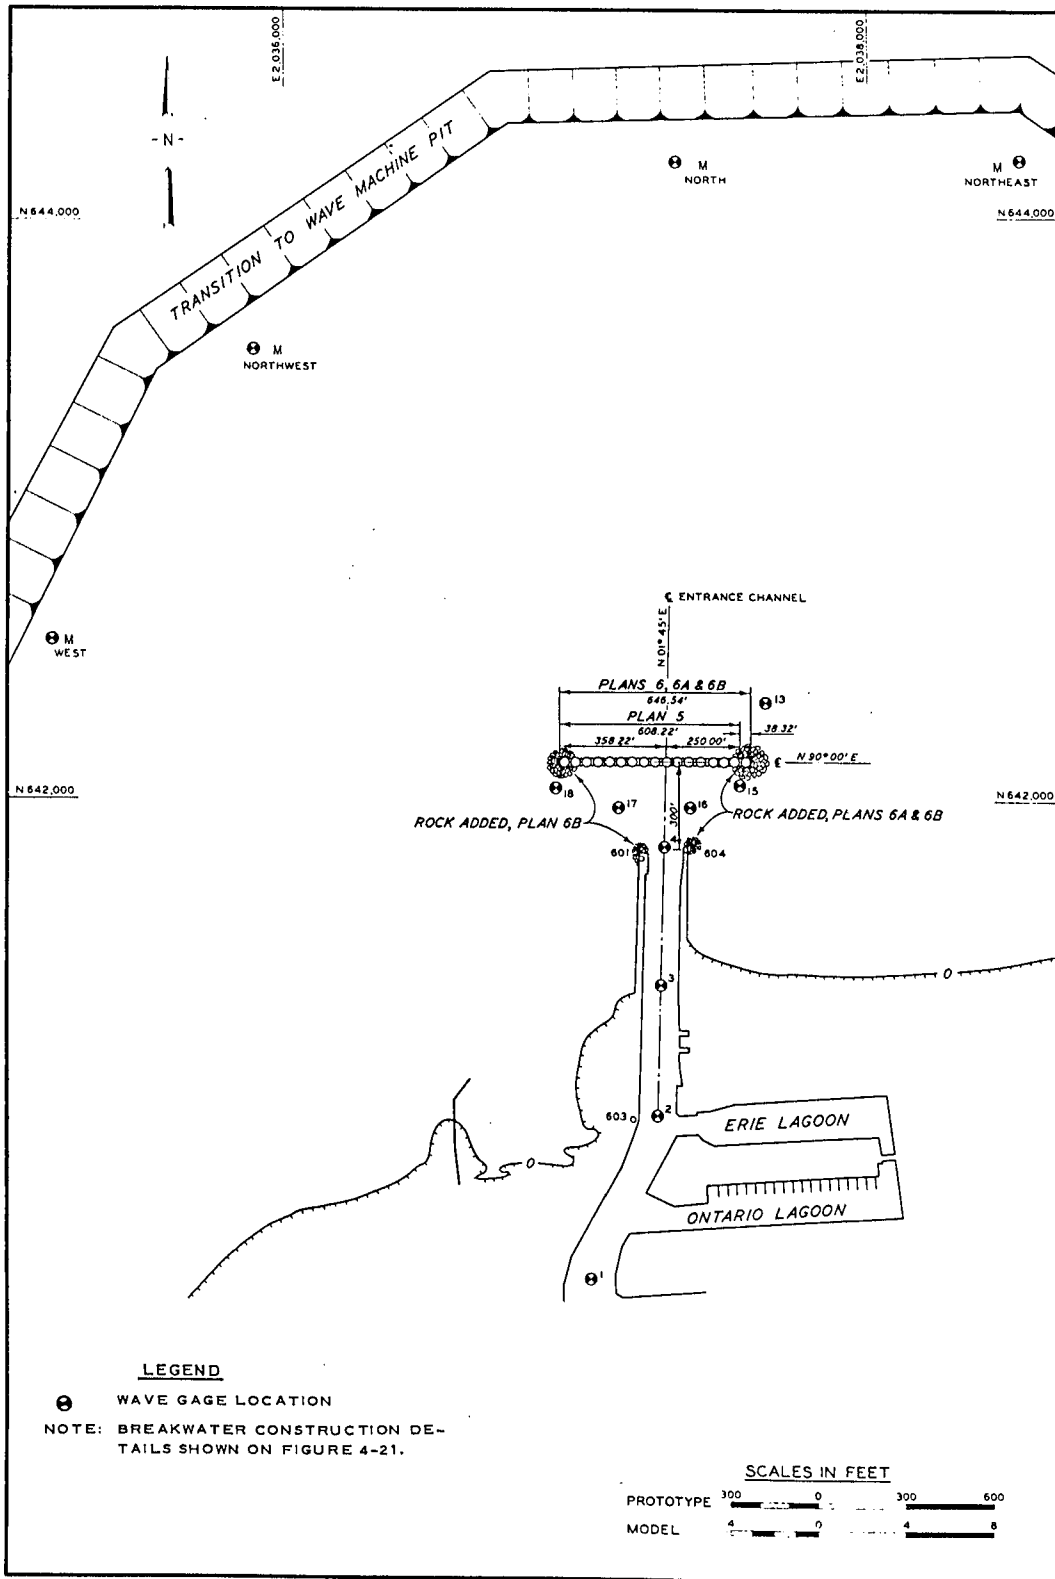 E 2,036,000
E 2,038,000
- N -
TRANSITION TO WAVE MACHINE PIT
M
NORTH
M
NORTHEAST
N 644,000
N 644,000
M
NORTHWEST
M
WEST
℄ ENTRANCE CHANNEL
N 01° 45' E
PLANS 6, 6A & 6B
646.54'
13
PLAN 5
608.22'
38.32'
358.22'
250.00'
℄ N 90°00' E
N 642,000
N 642,000
18
17
16
15
300'
ROCK ADDED, PLAN 6B
ROCK ADDED, PLANS 6A & 6B
601
4
604
3
0
603
2
ERIE LAGOON
0
ONTARIO LAGOON
1
LEGEND
WAVE GAGE LOCATION
NOTE: BREAKWATER CONSTRUCTION DE-
TAILS SHOWN ON FIGURE 4-21.
SCALES IN FEET
PROTOTYPE 300 0 300 600
MODEL 4 0 4 8